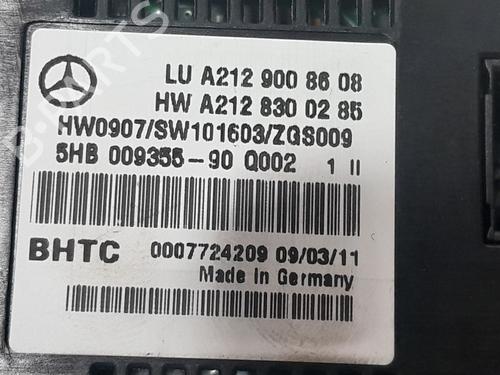 LU A212 900 86 08
HW A212 830 02 85
HW0907/SW101603/ZGS009
5HB 009355-90 Q002 1 II
BHTC 0007724209 09/03/11
Made in Germany